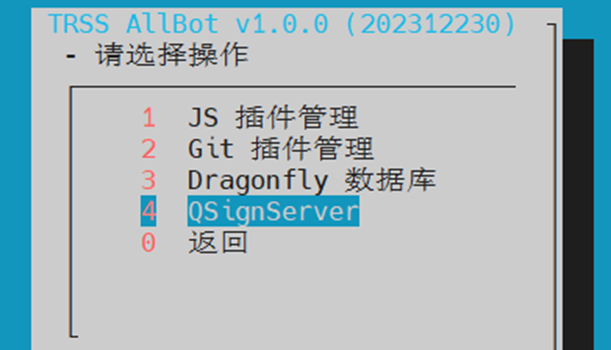 TRSS AllBot v1.0.0 (202312230)
- 请选择操作
1 JS 插件管理
2 Git 插件管理
3 Dragonfly 数据库
4 QSignServer
0 返回